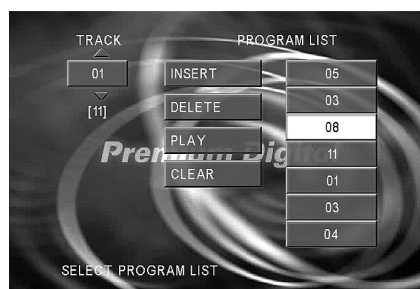 TRACK
PROGRAM LIST
01
INSERT
05
[11]
DELETE
03
08
PLAY
11
Premium Digital
CLEAR
01
03
04
SELECT PROGRAM LIST